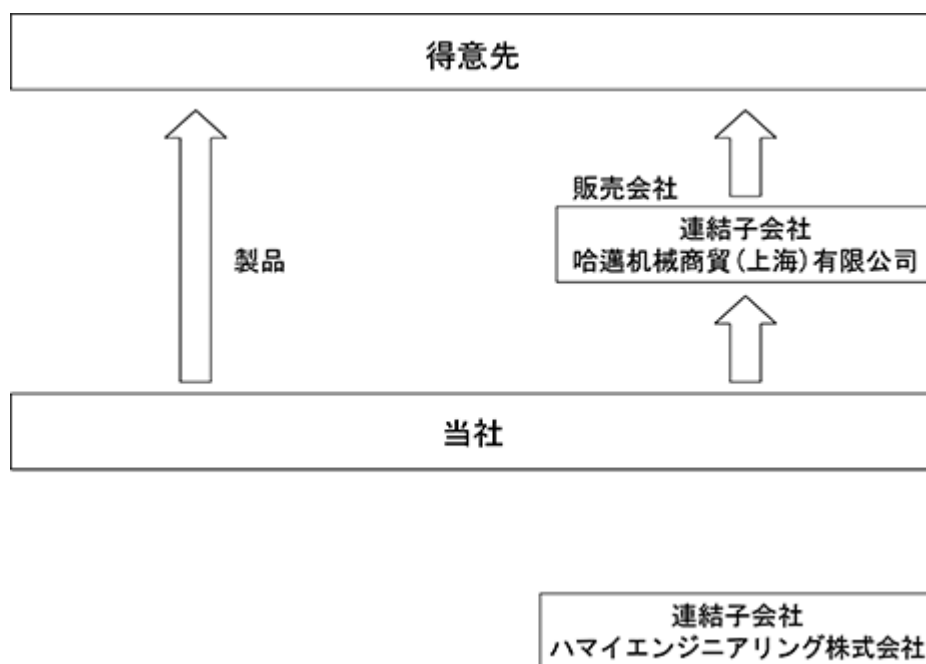 得意先
販売会社
連結子会社
哈邁机械商貿(上海)有限公司
製品
当社
連結子会社
ハマイエンジニアリング株式会社